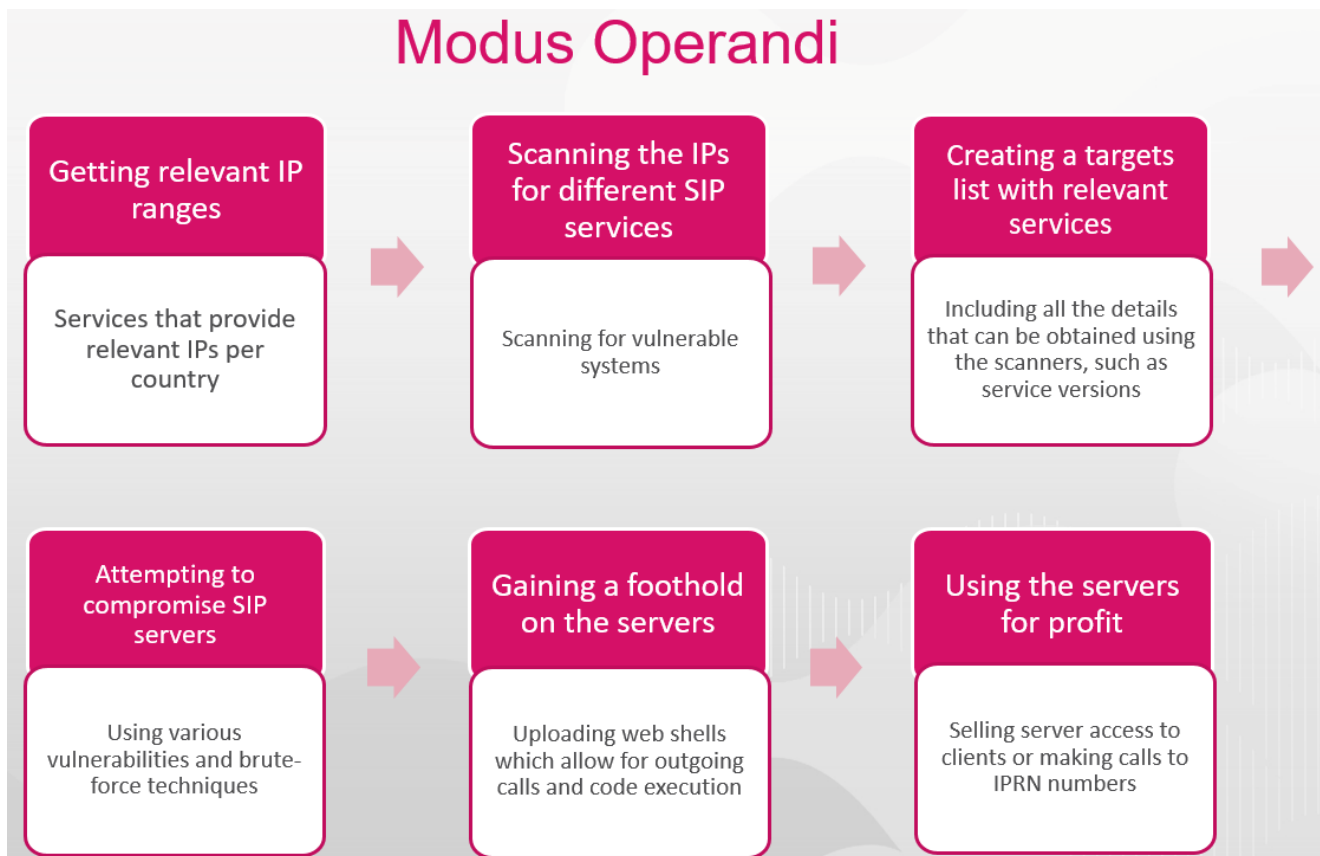 Modus Operandi
Getting relevant IP
ranges
Services that provide
relevant IPs per
country
Scanning the IPs
for different SIP
services
Scanning for vulnerable
systems
Creating a targets
list with relevant
services
Including all the details
that can be obtained using
the scanners, such as
service versions
Attempting to
compromise SIP
servers
Using various
vulnerabilities and brute-
force techniques
Gaining a foothold
on the servers
Uploading web shells
which allow for outgoing
calls and code execution
Using the servers
for profit
Selling server access to
clients or making calls to
IPRN numbers